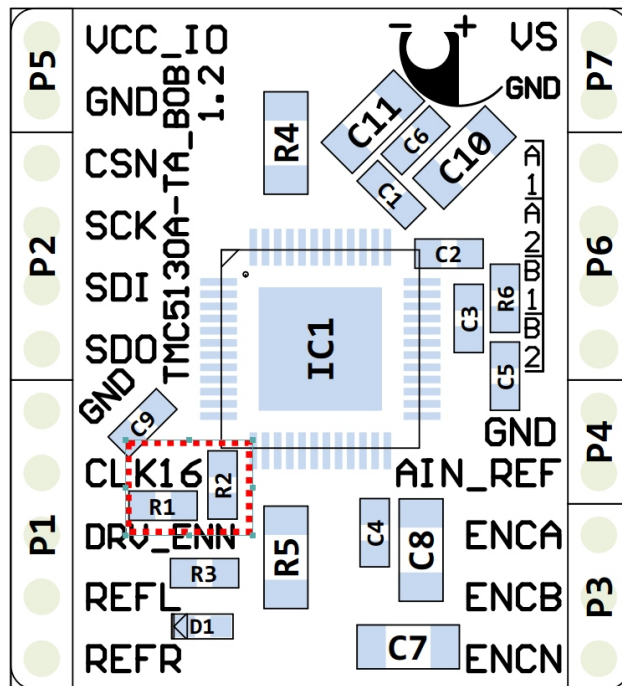 P5
VCC_IO
TMC5130A-TA_BOB
1.2
- +
VS
P7
GND
GND
C11
C6
C10
C1
R4
CSN
A1
A2
B1
B2
P2
SCK
P6
C2
SDI
R6
C3
IC1
SDO
C5
GND
C9
GND
P4
CLK16
R2
AIN_REF
R1
P1
DRV_ENN
R5
C4
C8
ENCA
R3
REFL
ENCB
P3
D1
REFR
C7
ENCN